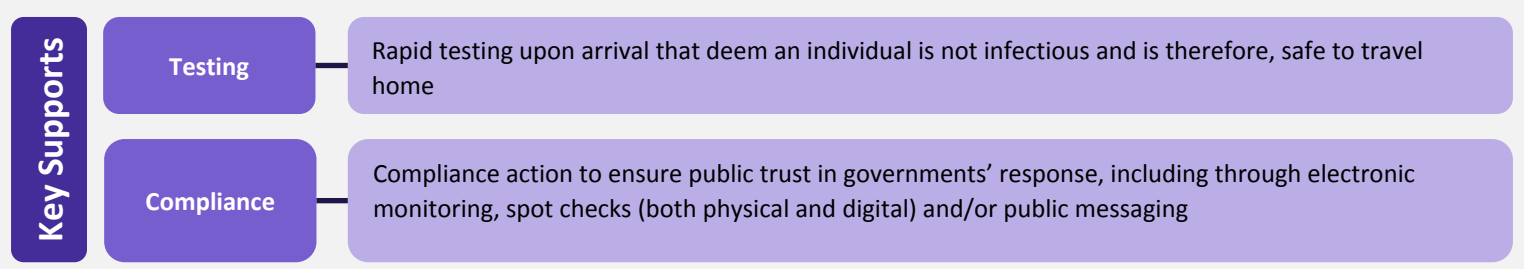 Key Supports
Testing
Rapid testing upon arrival that deem an individual is not infectious and is therefore, safe to travel
home
Compliance
Compliance action to ensure public trust in governments’ response, including through electronic
monitoring, spot checks (both physical and digital) and/or public messaging